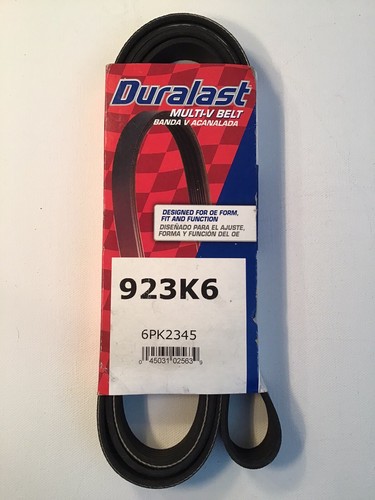 Duralast
MULTI-V BELT
BANDA V ACANALADA
DESIGNED FOR OE FORM,
FIT AND FUNCTION
DISEÑADO PARA EL AJUSTE,
FORMA Y FUNCIÓN DEL OE
923K6
6PK2345
0 45031 02563 9